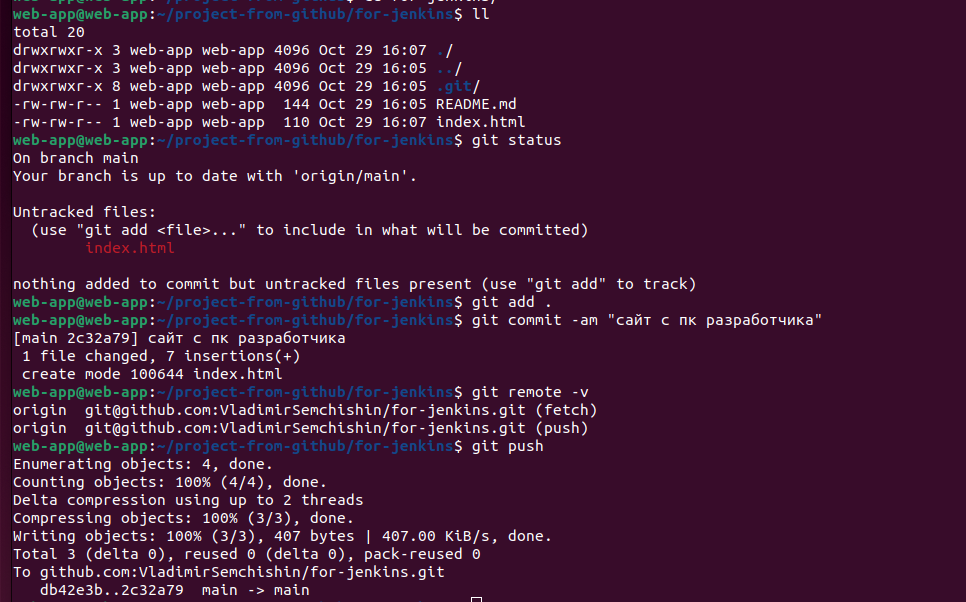 web-app@web-app:~/project-from-github/for-jenkins$ ll
total 20
drwxrwxr-x 3 web-app web-app 4096 Oct 29 16:07 ./
drwxrwxr-x 3 web-app web-app 4096 Oct 29 16:05 ../
drwxrwxr-x 8 web-app web-app 4096 Oct 29 16:05 .git/
-rw-rw-r-- 1 web-app web-app  144 Oct 29 16:05 README.md
-rw-rw-r-- 1 web-app web-app  110 Oct 29 16:07 index.html
web-app@web-app:~/project-from-github/for-jenkins$ git status
On branch main
Your branch is up to date with 'origin/main'.

Untracked files:
  (use "git add <file>..." to include in what will be committed)
        index.html

nothing added to commit but untracked files present (use "git add" to track)
web-app@web-app:~/project-from-github/for-jenkins$ git add .
web-app@web-app:~/project-from-github/for-jenkins$ git commit -am "сайт с пк разработчика"
[main 2c32a79] сайт с пк разработчика
 1 file changed, 7 insertions(+)
 create mode 100644 index.html
web-app@web-app:~/project-from-github/for-jenkins$ git remote -v
origin  git@github.com:VladimirSemchishin/for-jenkins.git (fetch)
origin  git@github.com:VladimirSemchishin/for-jenkins.git (push)
web-app@web-app:~/project-from-github/for-jenkins$ git push
Enumerating objects: 4, done.
Counting objects: 100% (4/4), done.
Delta compression using up to 2 threads
Compressing objects: 100% (3/3), done.
Writing objects: 100% (3/3), 407 bytes | 407.00 KiB/s, done.
Total 3 (delta 0), reused 0 (delta 0), pack-reused 0
To github.com:VladimirSemchishin/for-jenkins.git
   db42e3b..2c32a79  main -> main